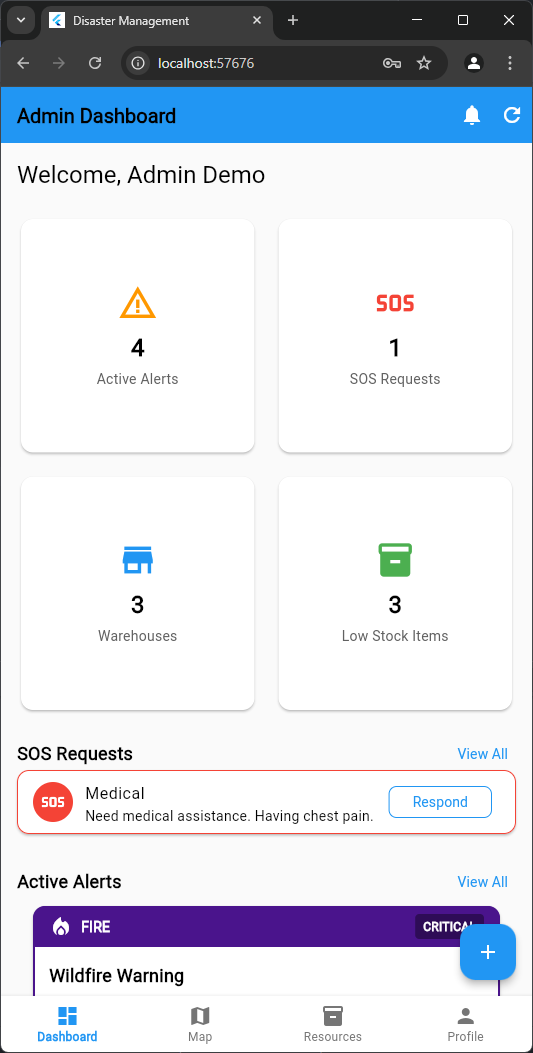 Disaster Management
localhost:57676
Admin Dashboard
Welcome, Admin Demo
4
Active Alerts
SOS
1
SOS Requests
3
Warehouses
3
Low Stock Items
SOS Requests
View All
SOS
Medical
Need medical assistance. Having chest pain.
Respond
Active Alerts
View All
FIRE
CRITICAL
Wildfire Warning
+
Dashboard
Map
Resources
Profile